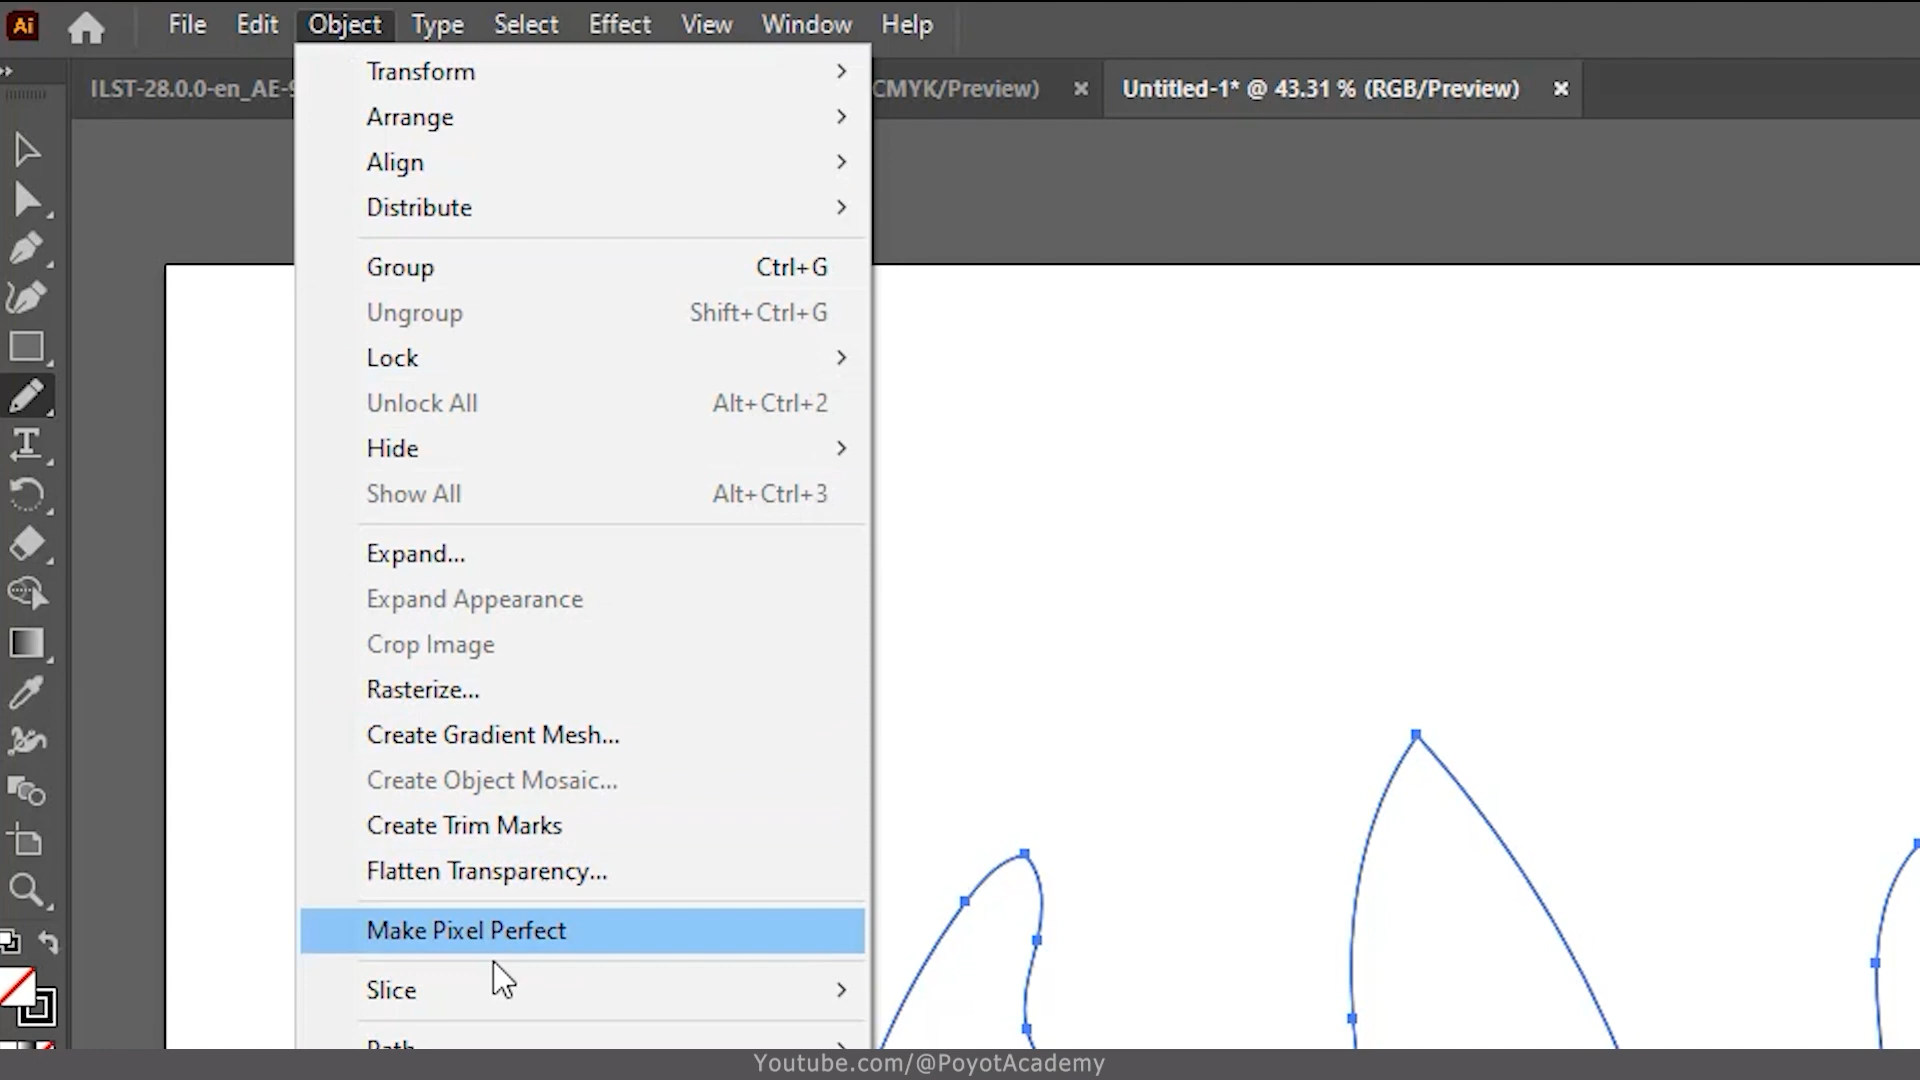 Ai File Edit Object Type Select Effect View Window Help
ILST-28.0.0-en_AE- CMYK/Preview) × Untitled-1* @ 43.31 % (RGB/Preview) ×
Transform
Arrange
Align
Distribute
Group Ctrl+G
Ungroup Shift+Ctrl+G
Lock
Unlock All Alt+Ctrl+2
Hide
Show All Alt+Ctrl+3
Expand...
Expand Appearance
Crop Image
Rasterize...
Create Gradient Mesh...
Create Object Mosaic...
Create Trim Marks
Flatten Transparency...
Make Pixel Perfect
Slice
Path
Youtube.com/@PoyotAcademy